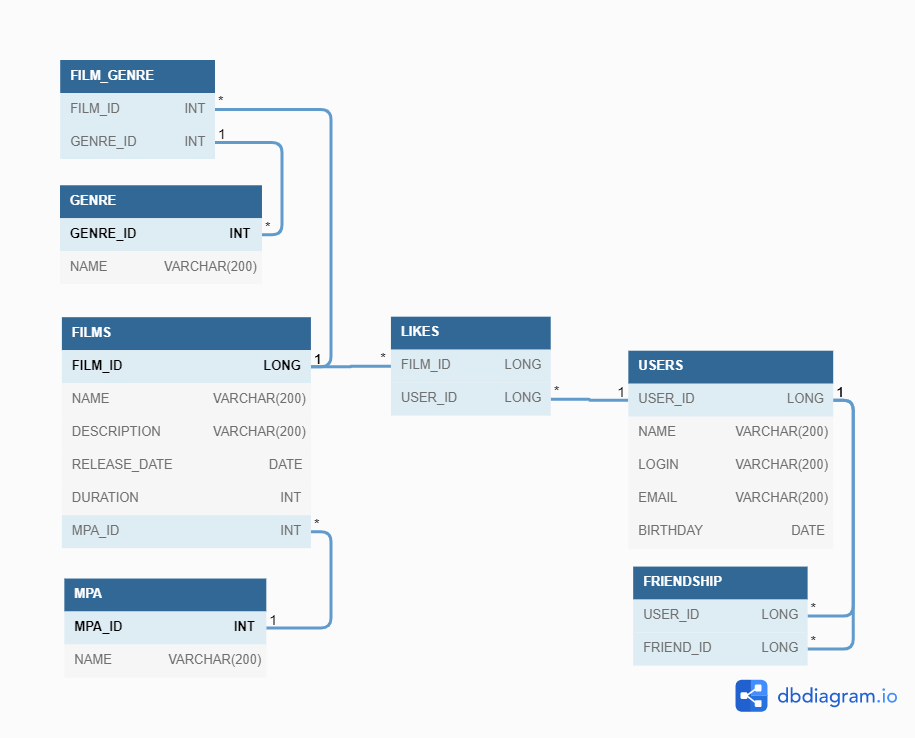 FILM_GENRE
FILM_ID INT *
GENRE_ID INT 1
GENRE
GENRE_ID INT *
NAME VARCHAR(200)
FILMS
FILM_ID LONG 1
NAME VARCHAR(200)
DESCRIPTION VARCHAR(200)
RELEASE_DATE DATE
DURATION INT
MPA_ID INT *
MPA
MPA_ID INT 1
NAME VARCHAR(200)
LIKES
* FILM_ID LONG
USER_ID LONG *
USERS
1 USER_ID LONG 1
NAME VARCHAR(200)
LOGIN VARCHAR(200)
EMAIL VARCHAR(200)
BIRTHDAY DATE
FRIENDSHIP
USER_ID LONG *
FRIEND_ID LONG *
dbdiagram.io